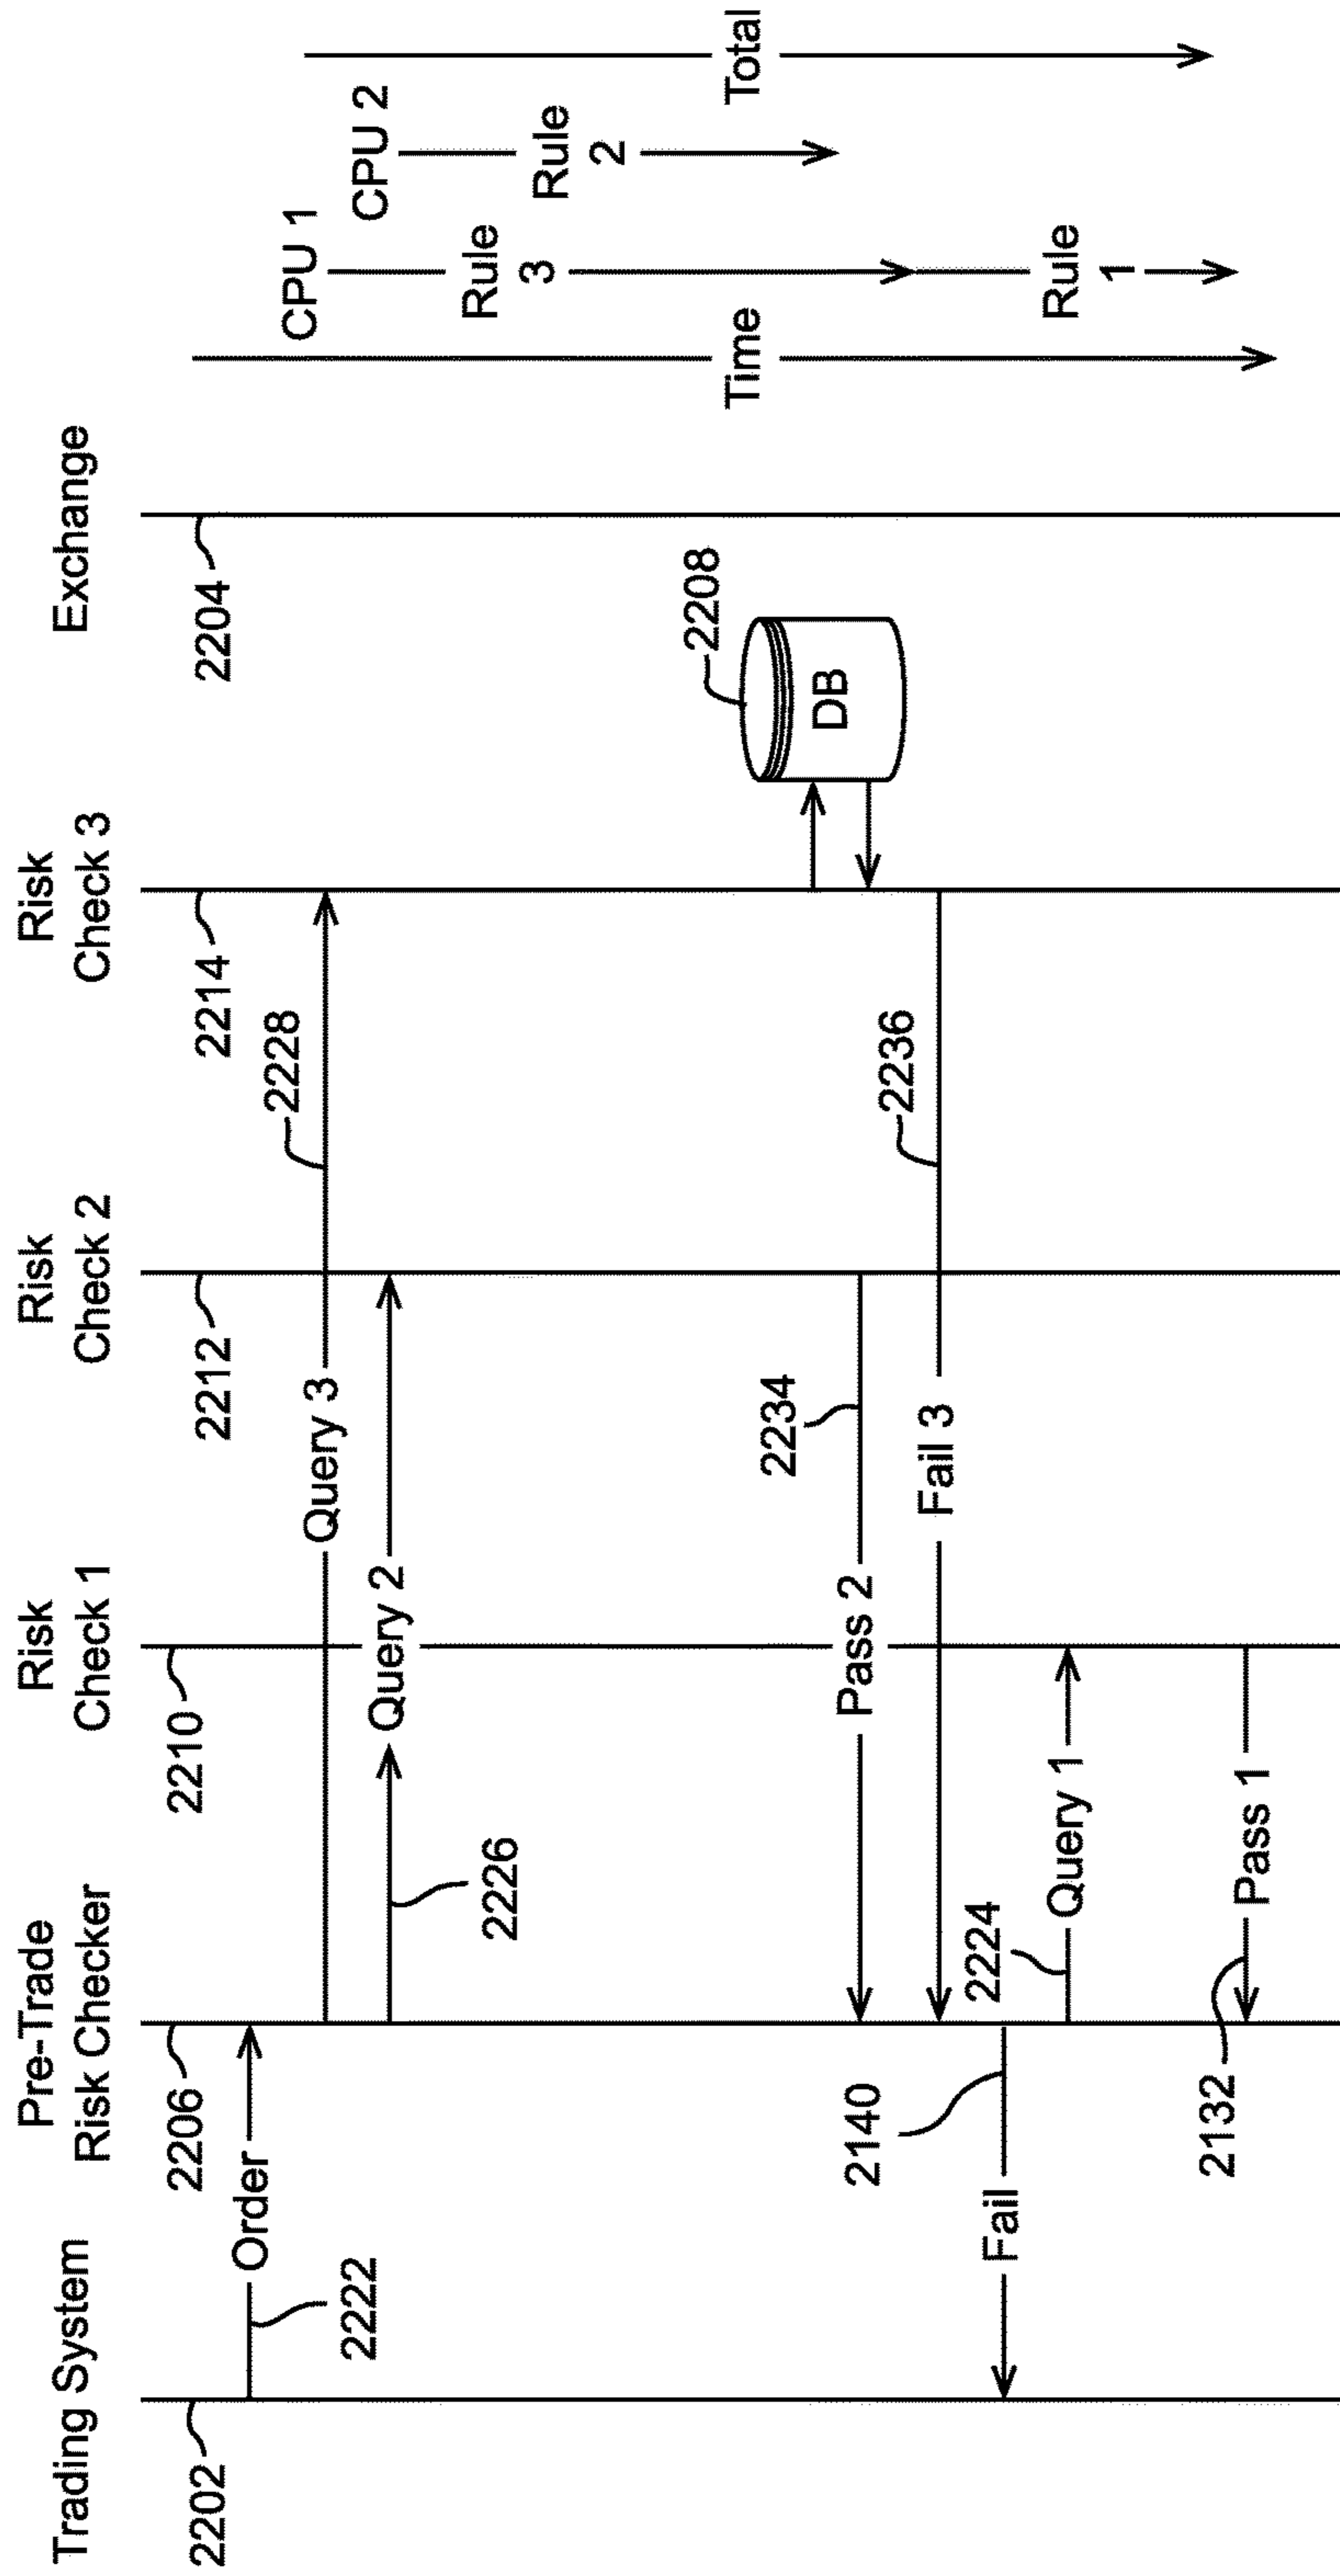 Trading System
Pre-Trade
Risk Checker
Risk
Check 1
Risk
Check 2
Risk
Check 3
Exchange
2202
2206
2210
2212
2214
2204
Order
2222
Query 3
2228
Query 2
2226
CPU 1
CPU 2
Rule
3
Rule
2
Time
Total
2208
DB
Pass 2
2234
Fail 3
2236
Fail
2140
Query 1
2224
Rule
1
Pass 1
2132